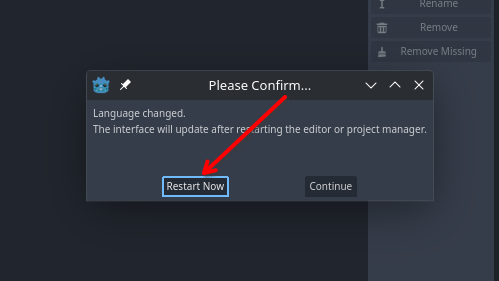 Rename
Remove
Remove Missing
Please Confirm...
Language changed.
The interface will update after restarting the editor or project manager.
Restart Now
Continue